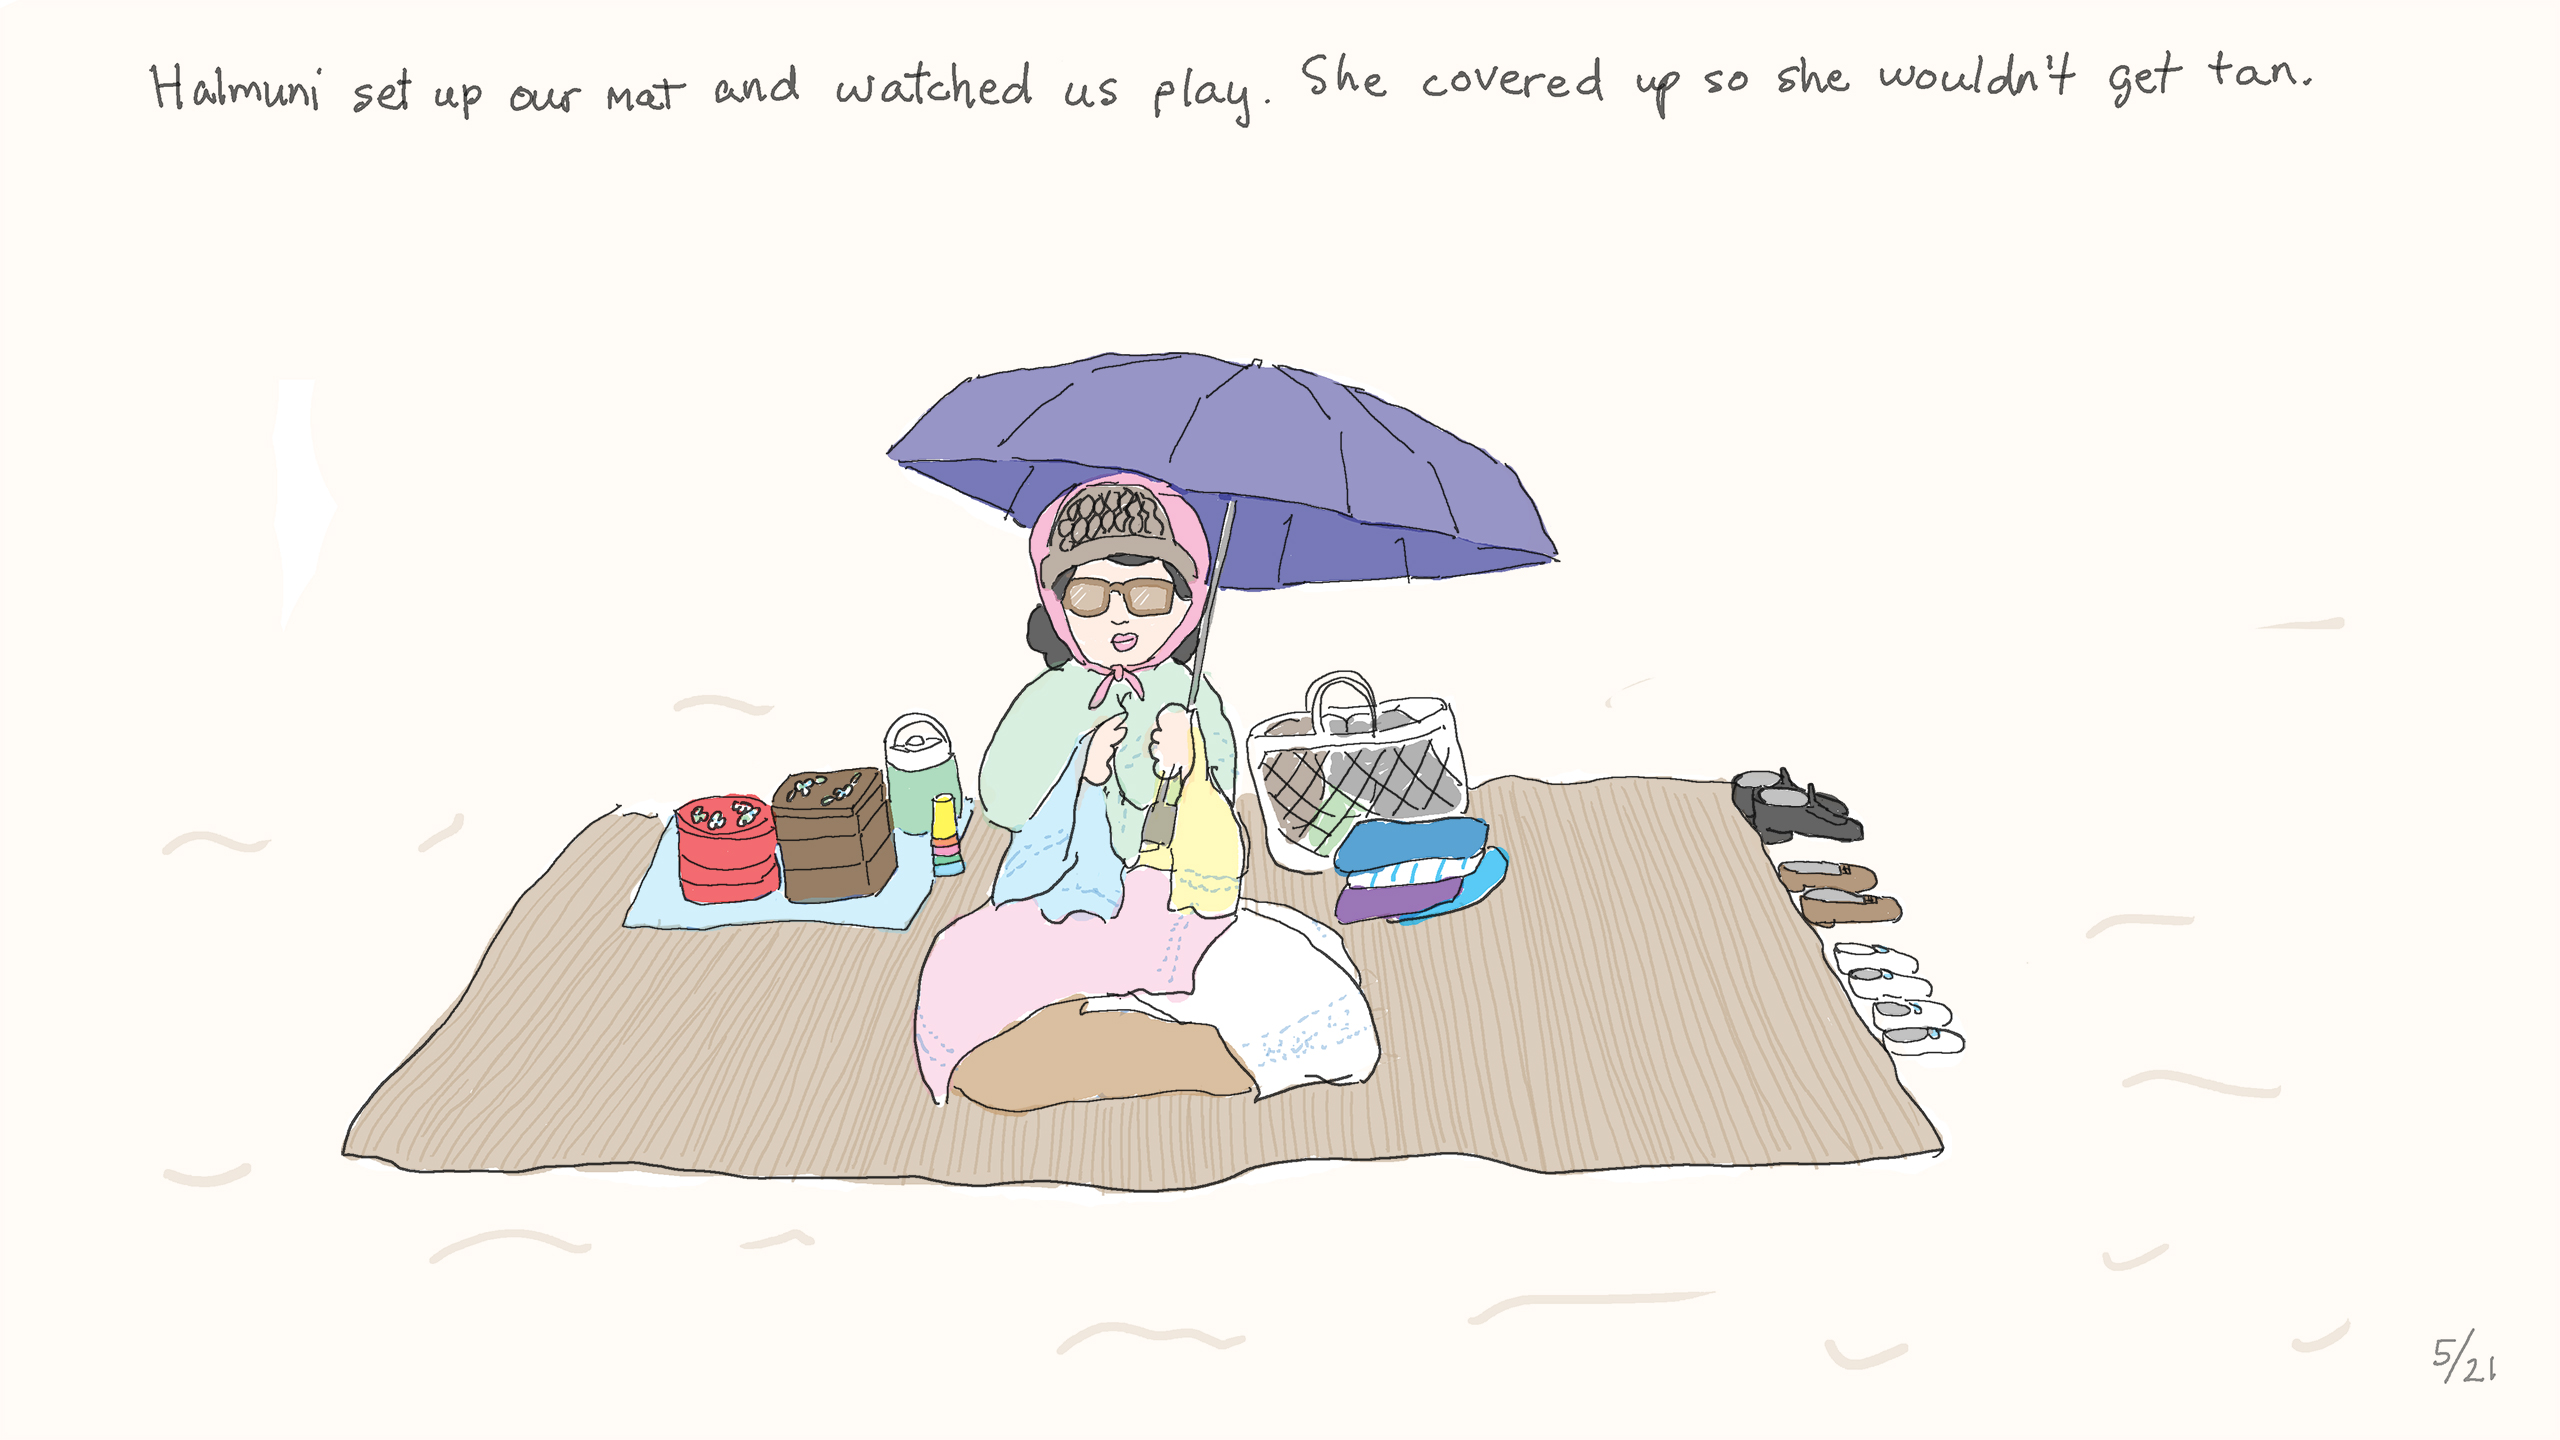 Halmuni set up our mat and watched us play. She covered up so she wouldn't get tan.
5/21